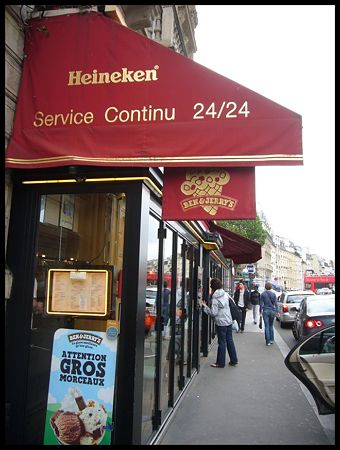 Heineken
Service Continu 24/24
BEN & JERRY'S
BEN & JERRY'S
ATTENTION
GROS
MORCEAUX